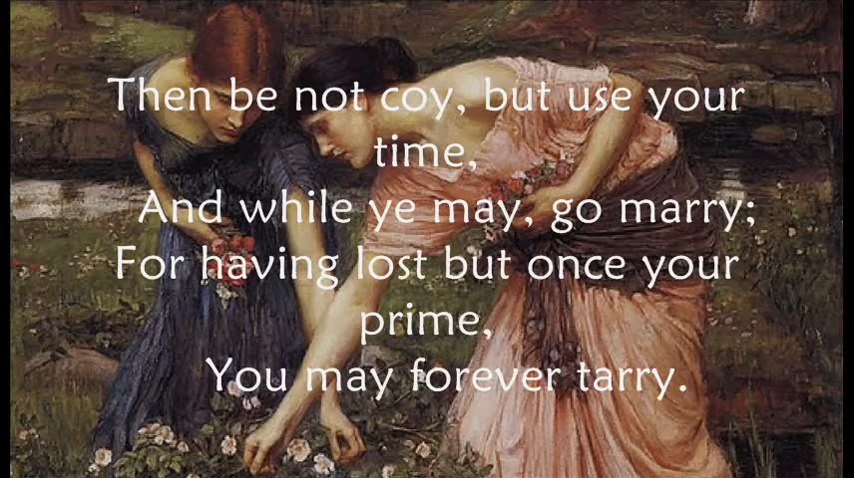 Then be not coy, but use your
time,
And while ye may, go marry;
For having lost but once your
prime,
You may forever tarry.